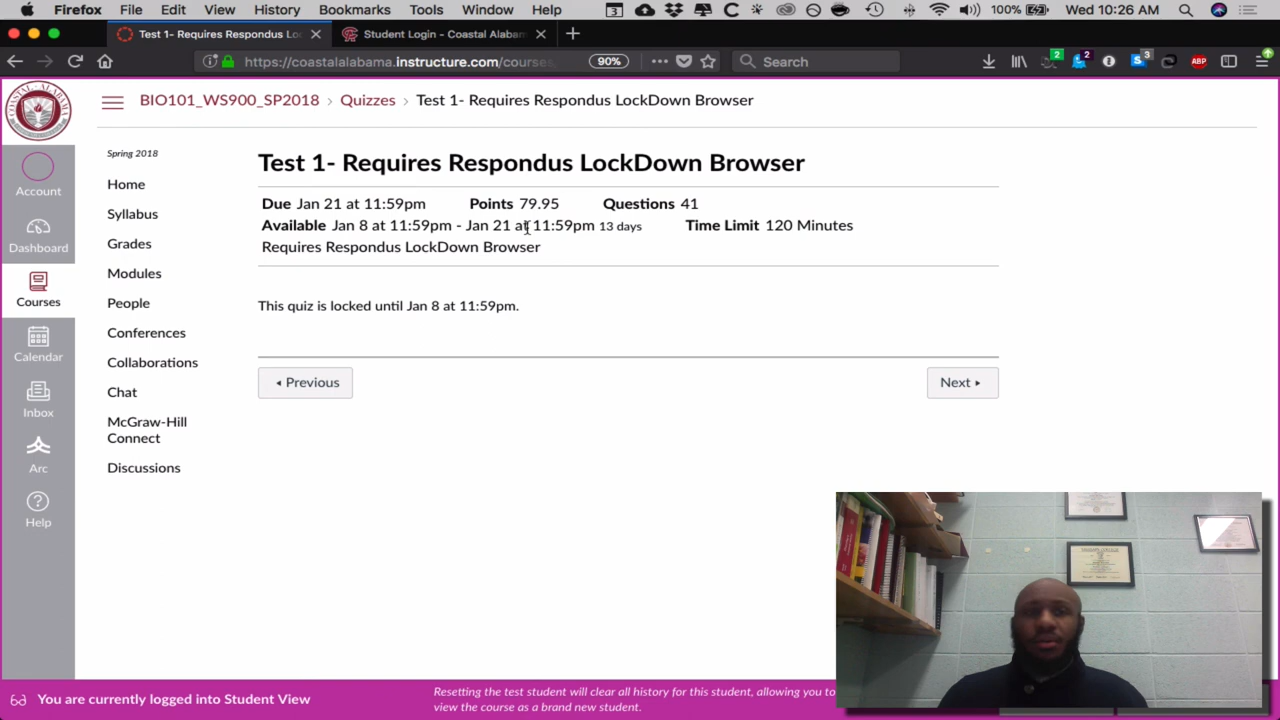 Firefox File Edit View History Bookmarks Tools Window Help 3 100% Wed 10:26 AM
Test 1- Requires Respondus Loc Student Login - Coastal Alabam
https://coastalalabama.instructure.com/courses 90% Search 2 2 3 ABP
BIO101_WS900_SP2018 › Quizzes › Test 1- Requires Respondus LockDown Browser
Spring 2018
Home
Syllabus
Grades
Modules
People
Conferences
Collaborations
Chat
McGraw-Hill
Connect
Discussions
Account
Dashboard
Courses
Calendar
Inbox
Arc
Help
Test 1- Requires Respondus LockDown Browser
Due Jan 21 at 11:59pm Points 79.95 Questions 41
Available Jan 8 at 11:59pm - Jan 21 at 11:59pm 13 days Time Limit 120 Minutes
Requires Respondus LockDown Browser
This quiz is locked until Jan 8 at 11:59pm.
Previous
Next
You are currently logged into Student View
Resetting the test student will clear all history for this student, allowing you to
view the course as a brand new student.